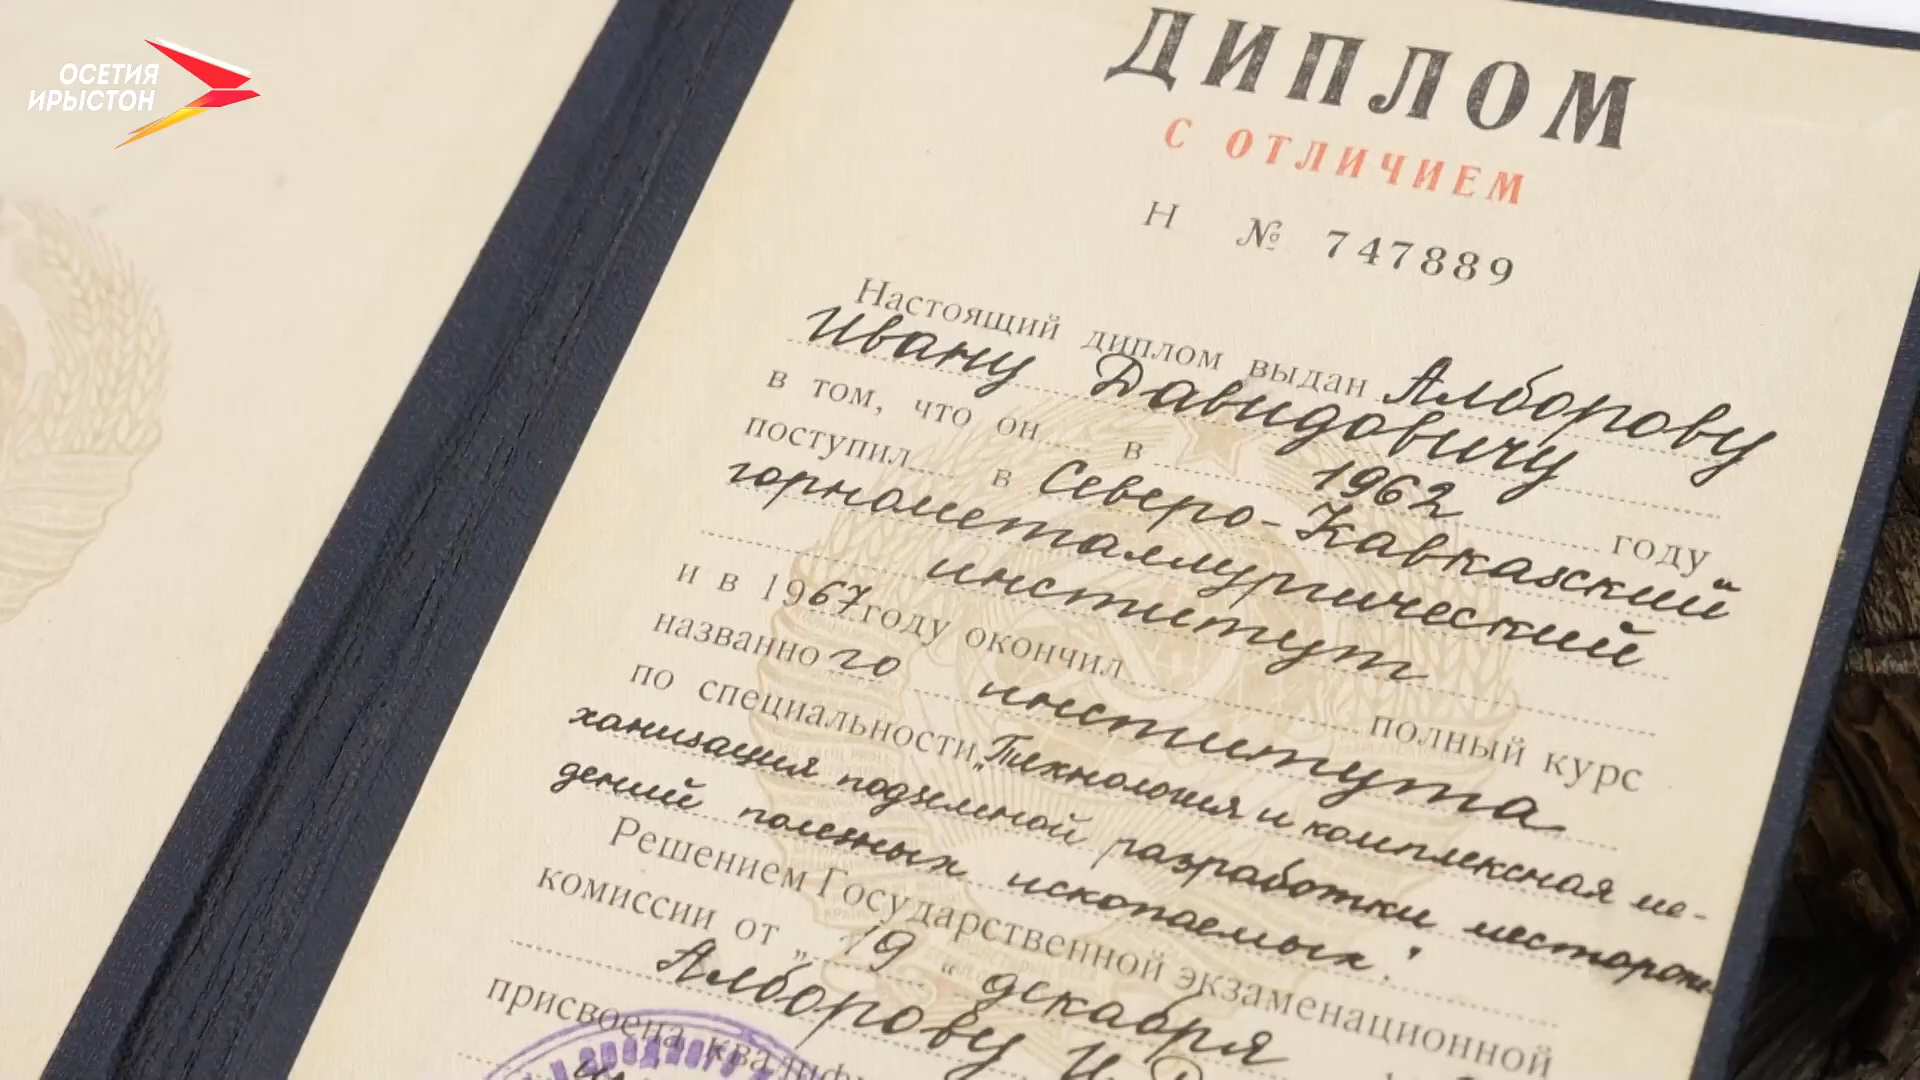 ОСЕТИЯ
ИРЫСТОН
ДИПЛОМ
С ОТЛИЧИЕМ
Н № 747889
Настоящий диплом выдан Алборову
Ивану Давидовичу
в том, что он в 1962 году
поступил в Северо-Кавказский
горнометаллургический
институт
и в 1967 году окончил полный курс
названного института
по специальности „Технология и комплексная ме-
ханизация подземной разработки месторож-
дений полезных ископаемых".
Решением Государственной экзаменационной
комиссии от „19" декабря
Алборову И.
присвоена